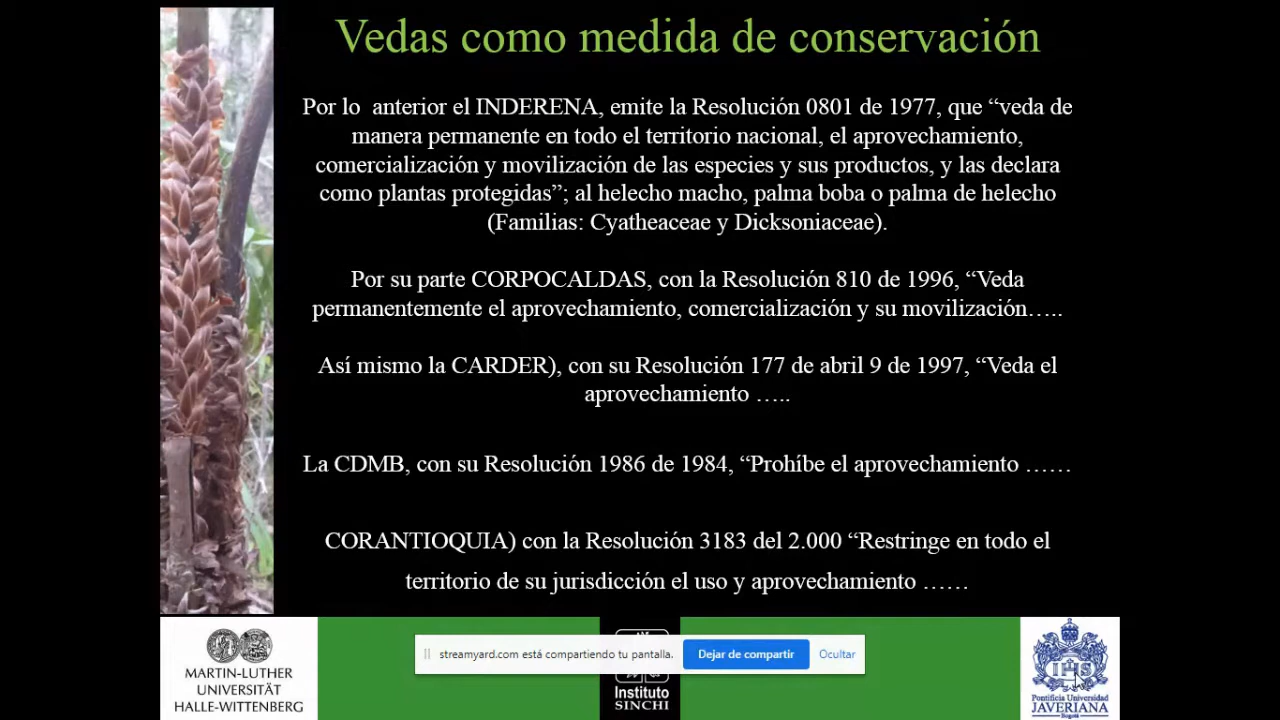 Vedas como medida de conservación
Por lo  anterior el INDERENA, emite la Resolución 0801 de 1977, que “veda de
manera permanente en todo el territorio nacional, el aprovechamiento,
comercialización y movilización de las especies y sus productos, y las declara
como plantas protegidas”; al helecho macho, palma boba o palma de helecho
(Familias: Cyatheaceae y Dicksoniaceae).
Por su parte CORPOCALDAS, con la Resolución 810 de 1996, “Veda
permanentemente el aprovechamiento, comercialización y su movilización…..
Así mismo la CARDER), con su Resolución 177 de abril 9 de 1997, “Veda el
aprovechamiento …..
La CDMB, con su Resolución 1986 de 1984, “Prohíbe el aprovechamiento ……
CORANTIOQUIA) con la Resolución 3183 del 2.000 “Restringe en todo el
territorio de su jurisdicción el uso y aprovechamiento ……
MARTIN-LUTHER
UNIVERSITÄT
HALLE-WITTENBERG
streamyard.com está compartiendo tu pantalla.
Dejar de compartir
Ocultar
Instituto
SINCHI
IHS
Pontificia Universidad
JAVERIANA
Bogotá